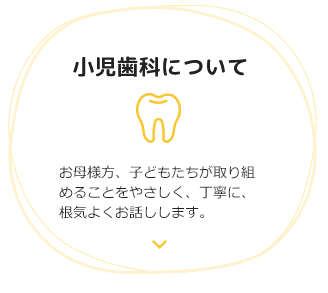 小児歯科について
お母様方、子どもたちが取り組
めることをやさしく、丁寧に、
根気よくお話しします。